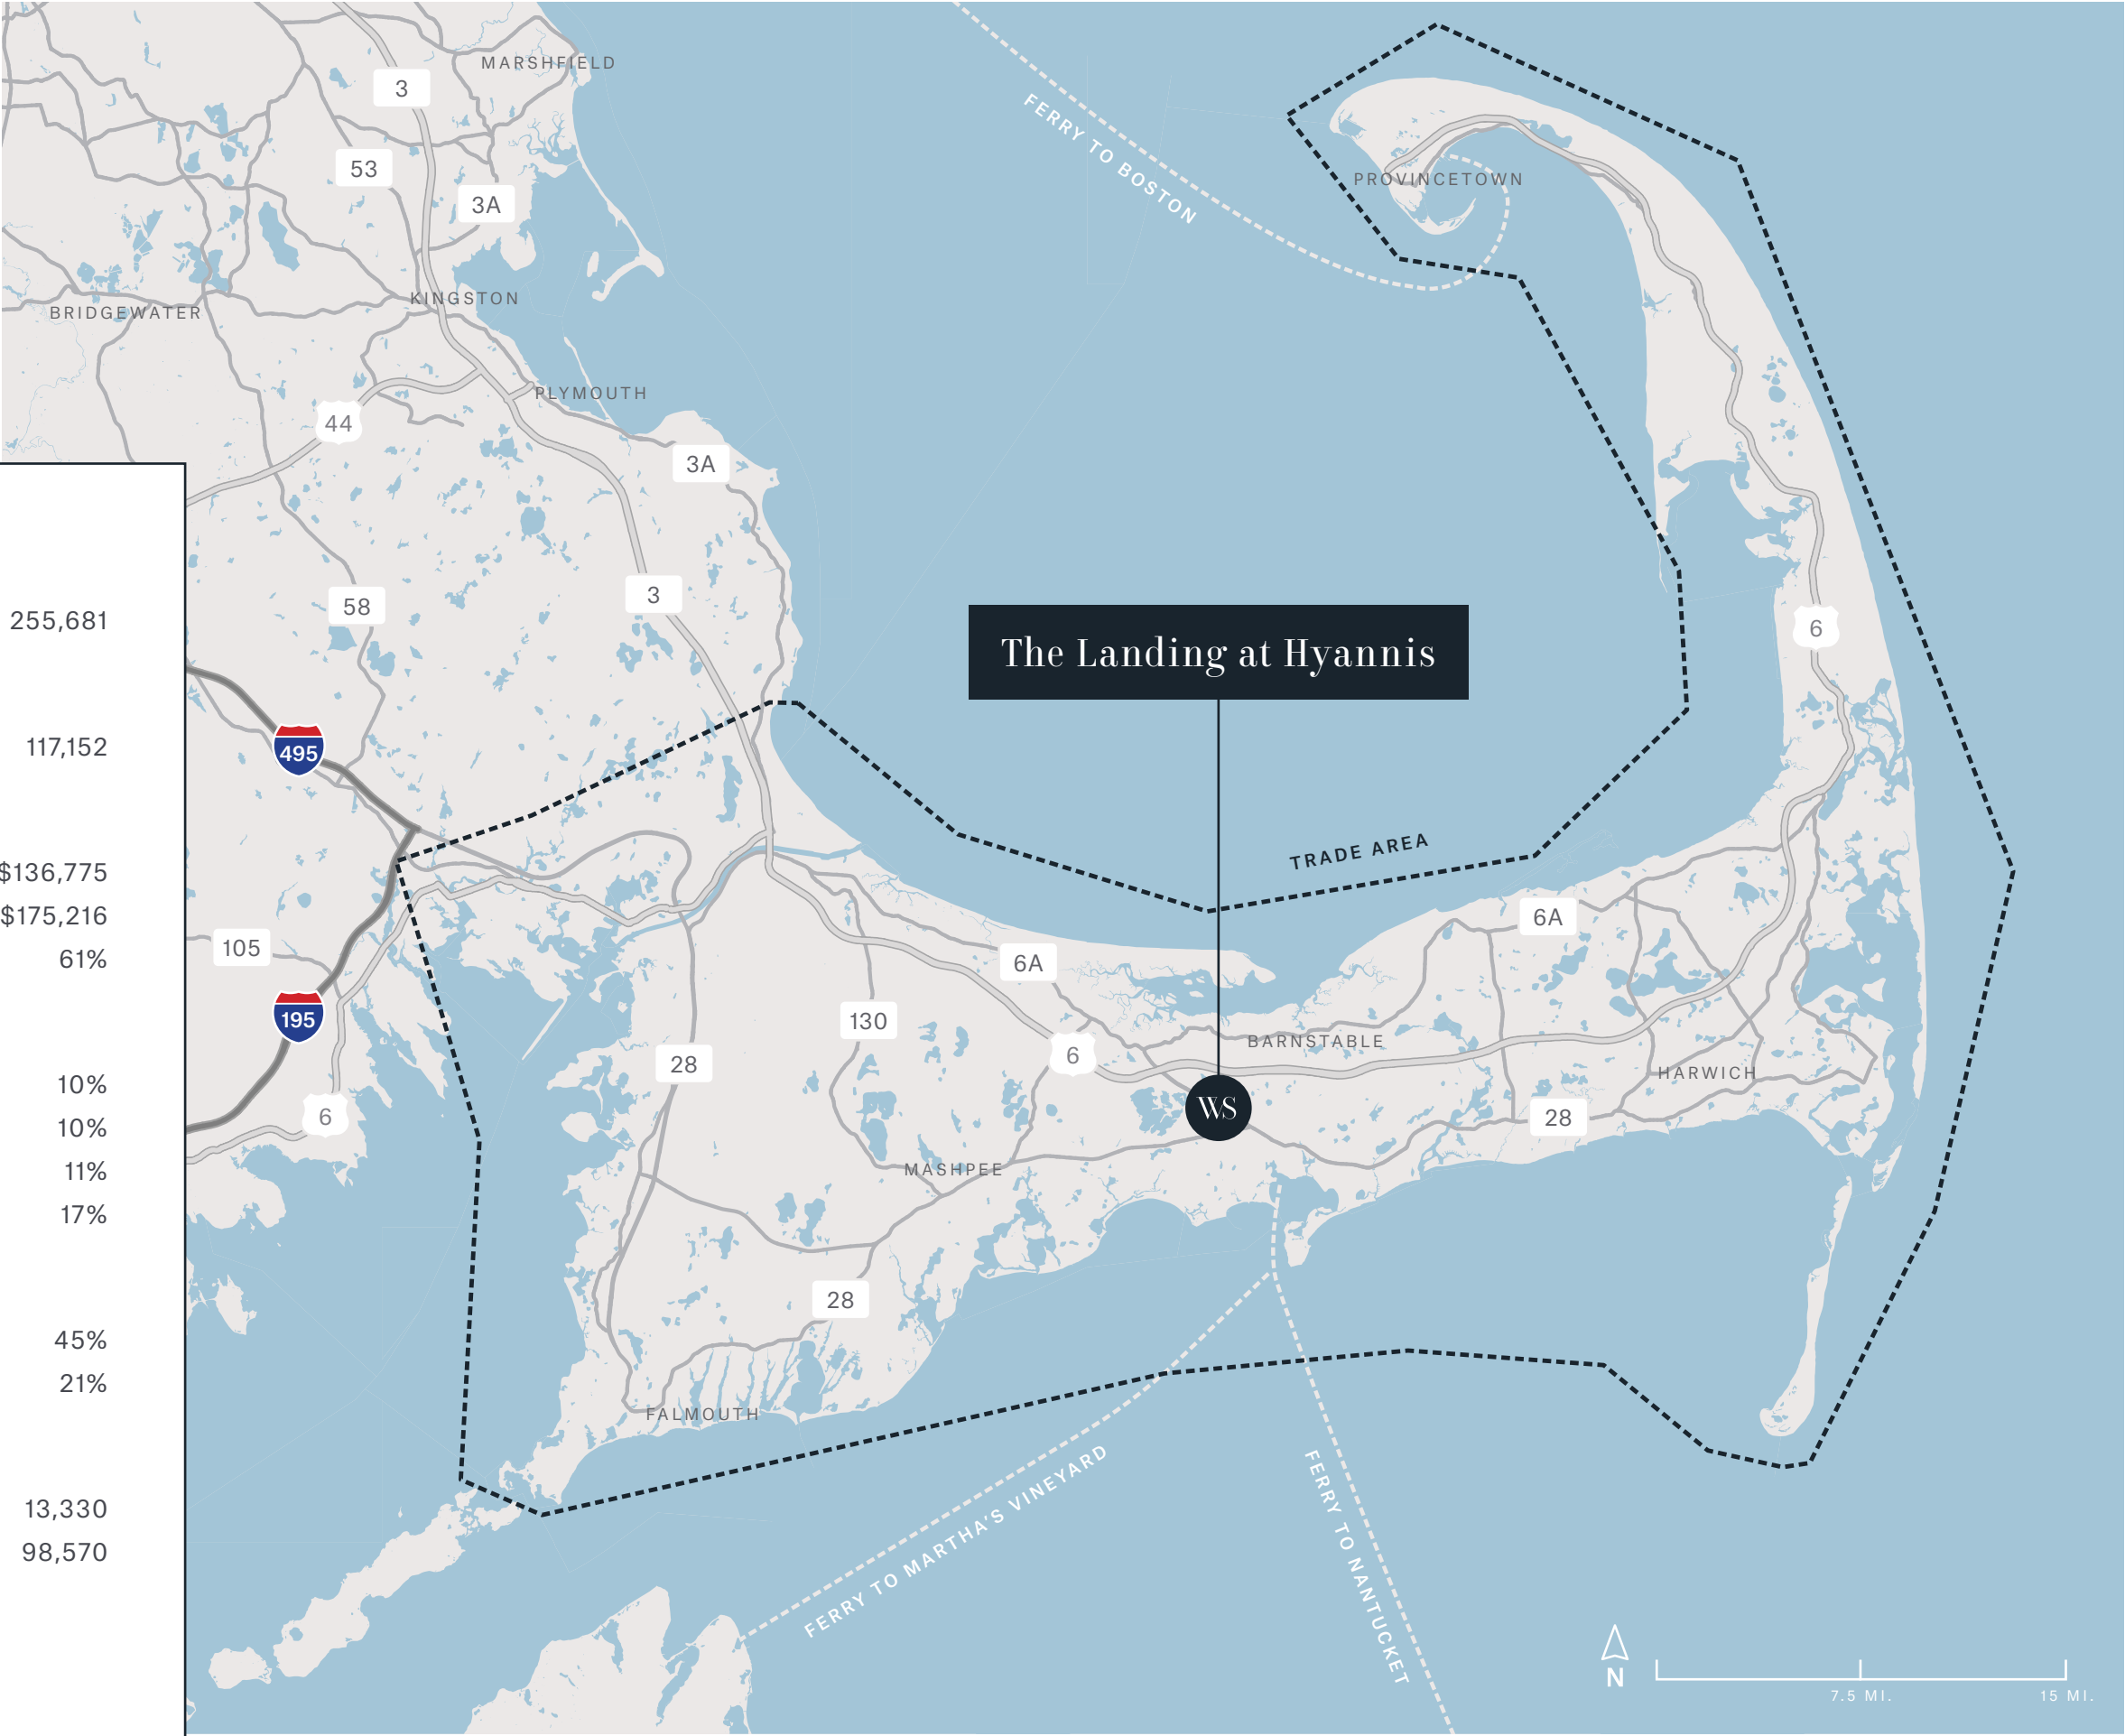 MARSHFIELD
3
FERRY TO BOSTON
53
PROVINCETOWN
3A
KINGSTON
BRIDGEWATER
PLYMOUTH
44
3A
3
58
255,681
The Landing at Hyannis
6
117,152
495
TRADE AREA
$136,775
$175,216
61%
105
6A
6A
195
130
BARNSTABLE
28
6
HARWICH
10%
6
WS
28
10%
11%
MASHPEE
17%
28
45%
21%
FALMOUTH
FERRY TO MARTHA'S VINEYARD
FERRY TO NANTUCKET
13,330
98,570
N
7.5 MI.
15 MI.